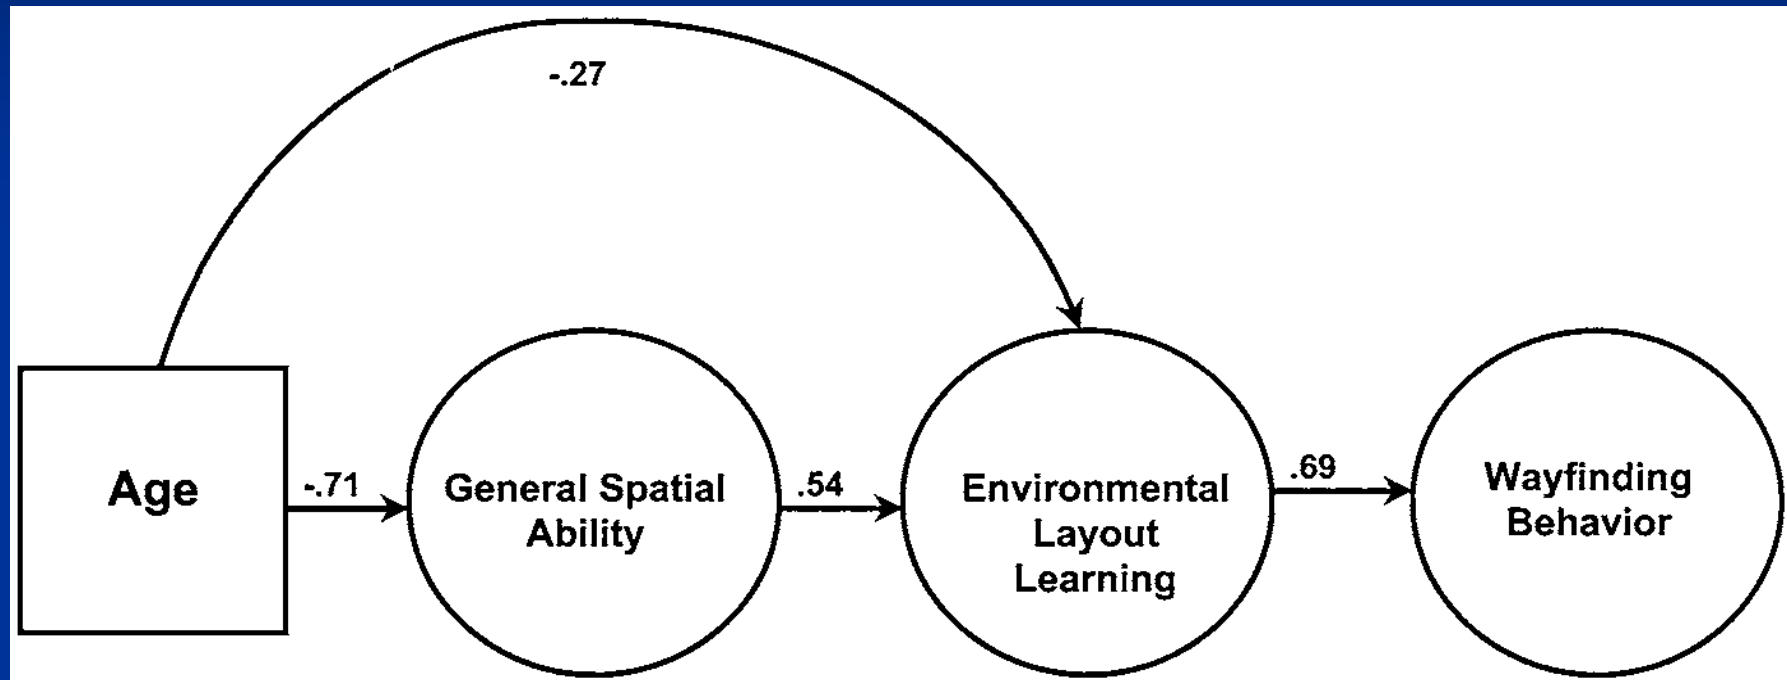 -.27
Age
-.71
General Spatial
Ability
.54
Environmental
Layout
Learning
.69
Wayfinding
Behavior